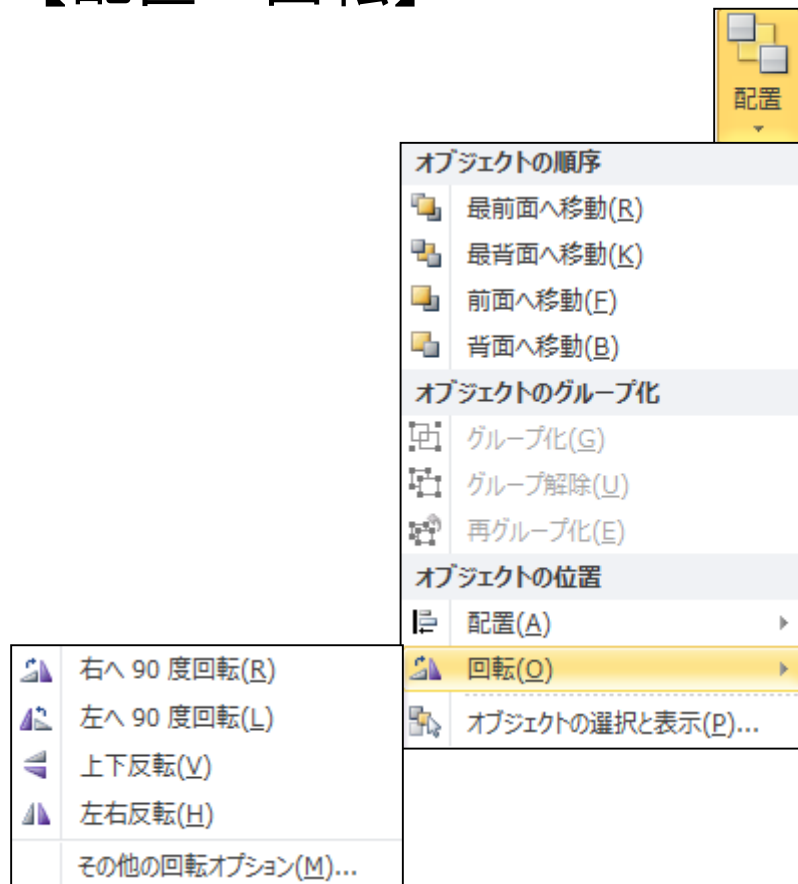 【配置・回転】
配置
オブジェクトの順序
最前面へ移動(R)
最背面へ移動(K)
前面へ移動(F)
背面へ移動(B)
オブジェクトのグループ化
グループ化(G)
グループ解除(U)
再グループ化(E)
オブジェクトの位置
配置(A)
回転(O)
オブジェクトの選択と表示(P)...
右へ 90 度回転(R)
左へ 90 度回転(L)
上下反転(V)
左右反転(H)
その他の回転オプション(M)...